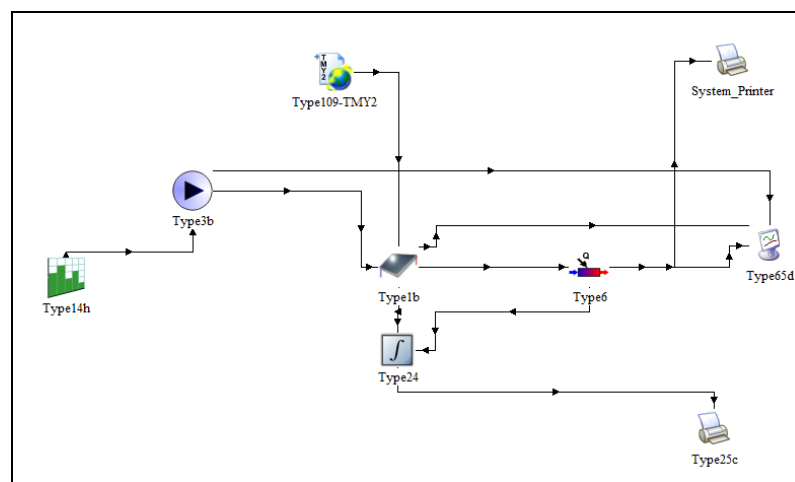 System_Printer
TMY2
Type109-TMY2
Type3b
Type14h
Type1b
Q
Type6
Type65d
∫
Type24
Type25c